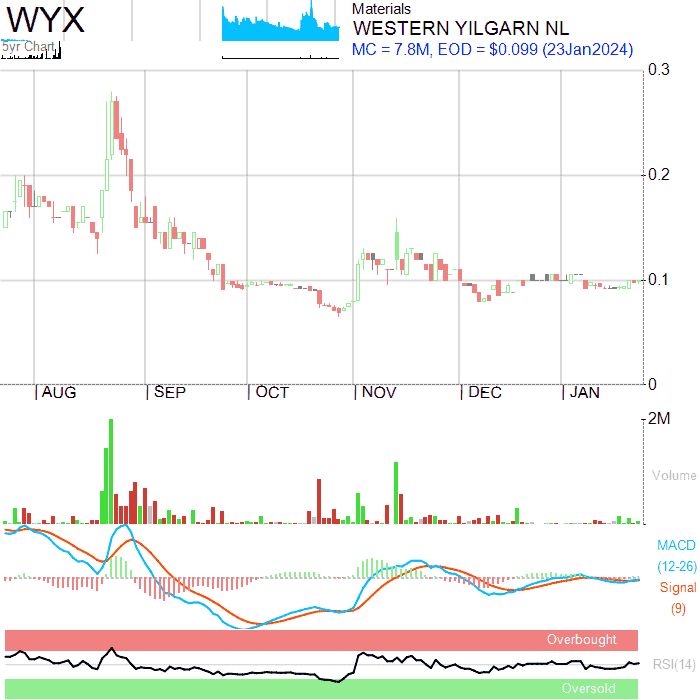 WYX
5yr Chart
Materials
WESTERN YILGARN NL
MC = 7.8M, EOD = $0.099 (23Jan2024)
0.3
0.2
0.1
0
AUG
SEP
OCT
NOV
DEC
JAN
2M
Volume
MACD
(12-26)
Signal
(9)
Overbought
RSI(14)
Oversold